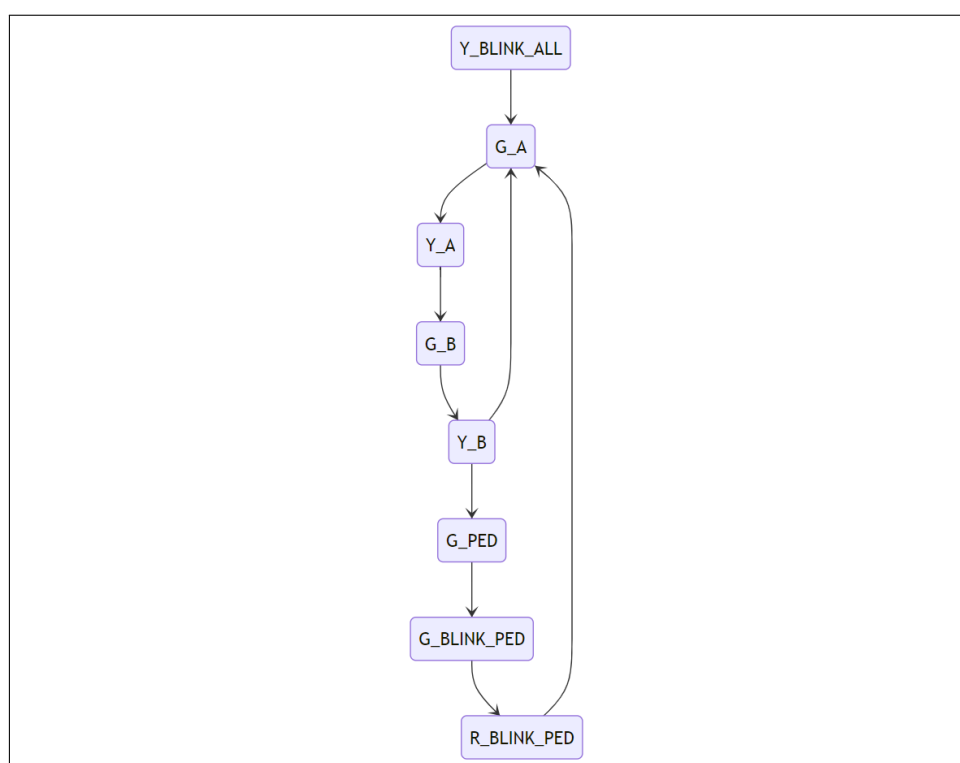 Y_BLINK_ALL
G_A
Y_A
G_B
Y_B
G_PED
G_BLINK_PED
R_BLINK_PED